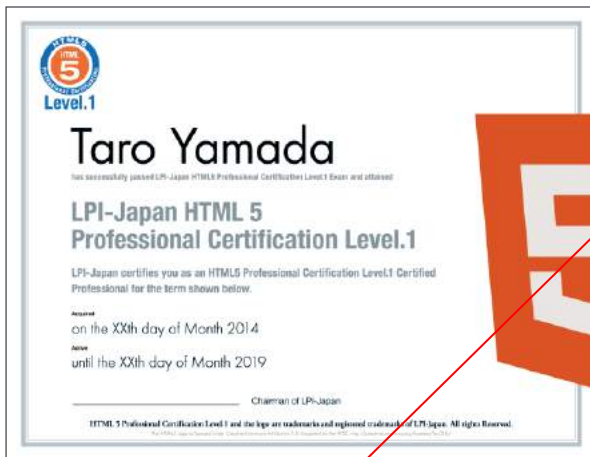 HTML5
HTML
5
Professional Certification
Level.1
Taro Yamada
has successfully passed LPI-Japan HTML5 Professional Certification Level.1 Exam and attained
LPI-Japan HTML 5
Professional Certification Level.1
LPI-Japan certifies you as an HTML5 Professional Certification Level.1 Certified
Professional for the term shown below.
Acquired
on the XXth day of Month 2014
Active
until the XXth day of Month 2019
Chairman of LPI-Japan
HTML 5 Professional Certification Level 1 and the logo are trademarks and registered trademarks of LPI-Japan. All rights Reserved.